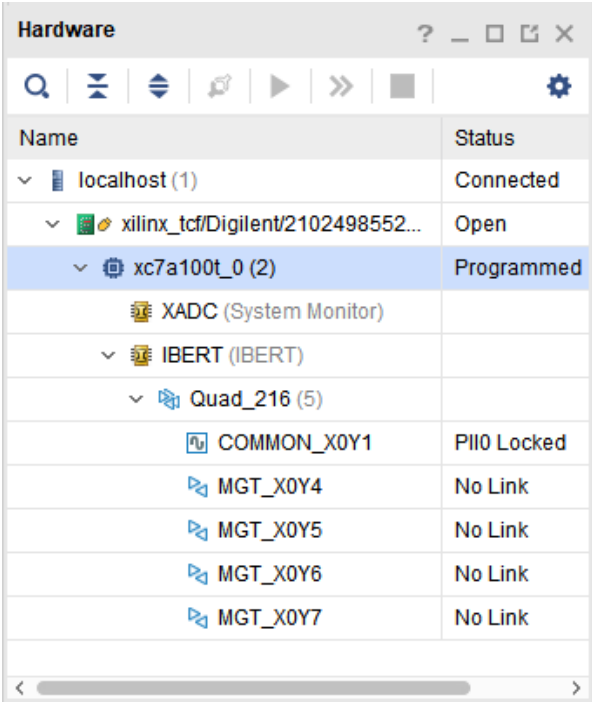 Hardware
Name Status
localhost (1) Connected
xilinx_tcf/Digilent/2102498552... Open
xc7a100t_0 (2) Programmed
XADC (System Monitor)
IBERT (IBERT)
Quad_216 (5)
COMMON_X0Y1 Pll0 Locked
MGT_X0Y4 No Link
MGT_X0Y5 No Link
MGT_X0Y6 No Link
MGT_X0Y7 No Link